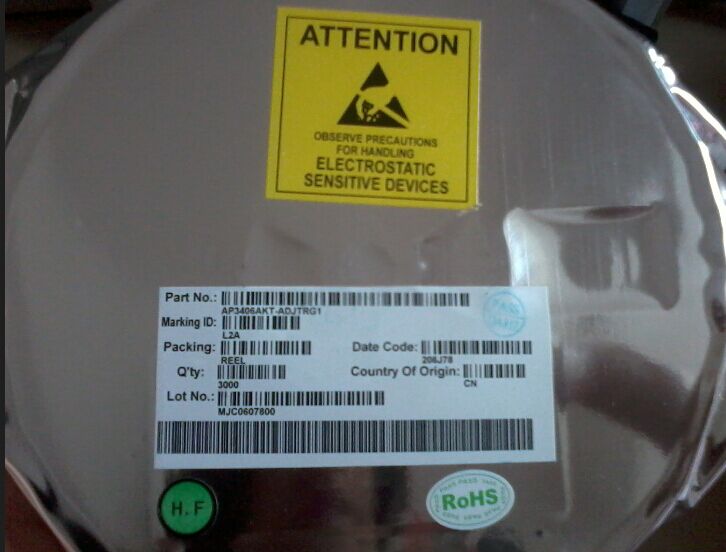 ATTENTION
OBSERVE PRECAUTIONS
FOR HANDLING
ELECTROSTATIC
SENSITIVE DEVICES
Part No.:
AP3406AKT-ADJTRG1
PASS
Marking ID:
L2A
Packing:
REEL
Date Code:
206J78
Q'ty:
3000
Country Of Origin:
CN
Lot No.:
MJC0607800
H.F
RoHS